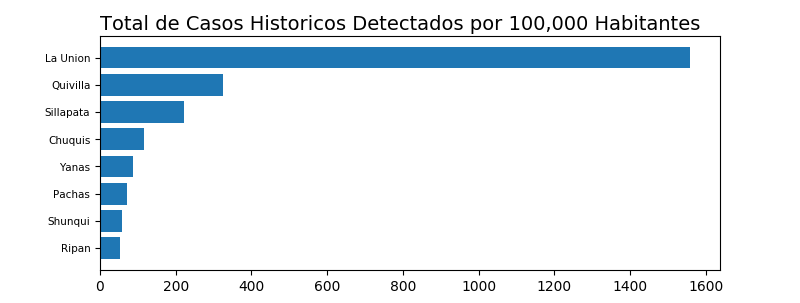 Total de Casos Historicos Detectados por 100,000 Habitantes
La Union
Quivilla
Sillapata
Chuquis
Yanas
Pachas
Shunqui
Ripan
0 200 400 600 800 1000 1200 1400 1600